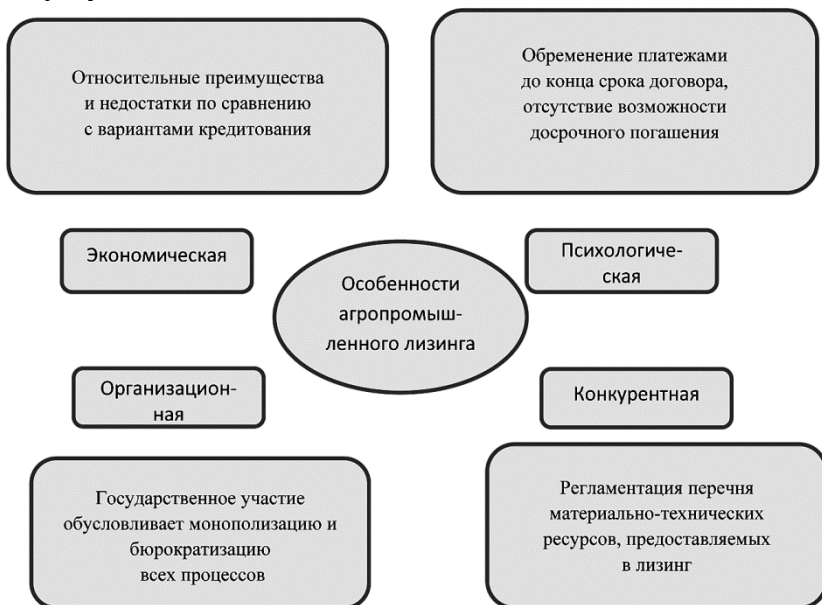 Относительные преимущества
и недостатки по сравнению
с вариантами кредитования
Обременение платежами
до конца срока договора,
отсутствие возможности
досрочного погашения
Экономическая
Психологиче-
ская
Особенности
агропромыш-
ленного лизинга
Организацион-
ная
Конкурентная
Государственное участие
обусловливает монополизацию и
бюрократизацию
всех процессов
Регламентация перечня
материально-технических
ресурсов, предоставляемых
в лизинг